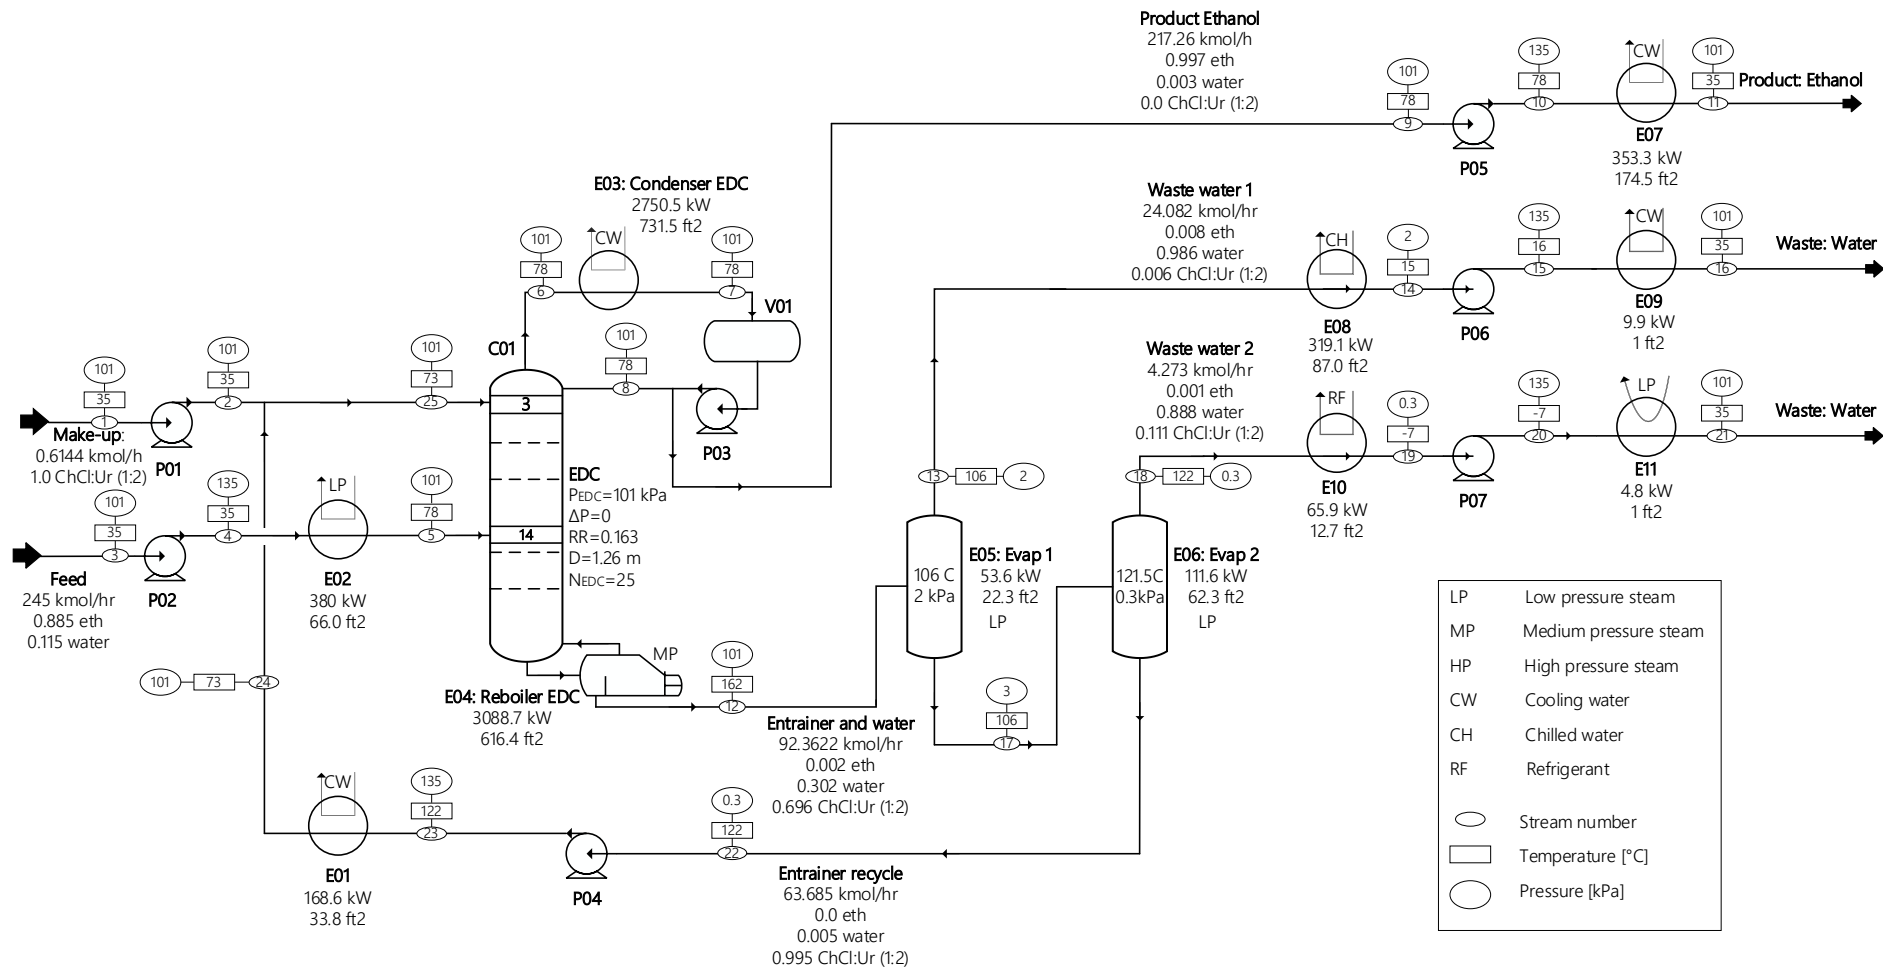 Product Ethanol
217.26 kmol/h
0.997 eth
0.003 water
0.0 ChCl:Ur (1:2)
101
78
9
P05
135
78
10
CW
E07
353.3 kW
174.5 ft2
101
35
11
Product: Ethanol
E03: Condenser EDC
2750.5 kW
731.5 ft2
101
78
6
CW
101
78
7
V01
101
78
8
P03
C01
3
14
EDC
PEDC=101 kPa
ΔP=0
RR=0.163
D=1.26 m
NEDC=25
Waste water 1
24.082 kmol/hr
0.008 eth
0.986 water
0.006 ChCl:Ur (1:2)
CH
E08
319.1 kW
87.0 ft2
2
15
14
P06
135
16
15
CW
E09
9.9 kW
1 ft2
101
35
16
Waste: Water
Waste water 2
4.273 kmol/hr
0.001 eth
0.888 water
0.111 ChCl:Ur (1:2)
RF
E10
65.9 kW
12.7 ft2
0.3
-7
19
P07
135
-7
20
LP
E11
4.8 kW
1 ft2
101
35
21
Waste: Water
101
35
1
Make-up:
0.6144 kmol/h
1.0 ChCl:Ur (1:2)
P01
101
35
2
101
73
25
101
35
3
Feed
245 kmol/hr
0.885 eth
0.115 water
P02
135
35
4
LP
E02
380 kW
66.0 ft2
101
78
5
101
73
24
MP
E04: Reboiler EDC
3088.7 kW
616.4 ft2
101
162
12
Entrainer and water
92.3622 kmol/hr
0.002 eth
0.302 water
0.696 ChCl:Ur (1:2)
13
106
2
106 C
2 kPa
E05: Evap 1
53.6 kW
22.3 ft2
LP
3
106
17
18
122
0.3
121.5C
0.3kPa
E06: Evap 2
111.6 kW
62.3 ft2
LP
CW
E01
168.6 kW
33.8 ft2
135
122
23
P04
0.3
122
22
Entrainer recycle
63.685 kmol/hr
0.0 eth
0.005 water
0.995 ChCl:Ur (1:2)
LP Low pressure steam
MP Medium pressure steam
HP High pressure steam
CW Cooling water
CH Chilled water
RF Refrigerant
Stream number
Temperature [°C]
Pressure [kPa]